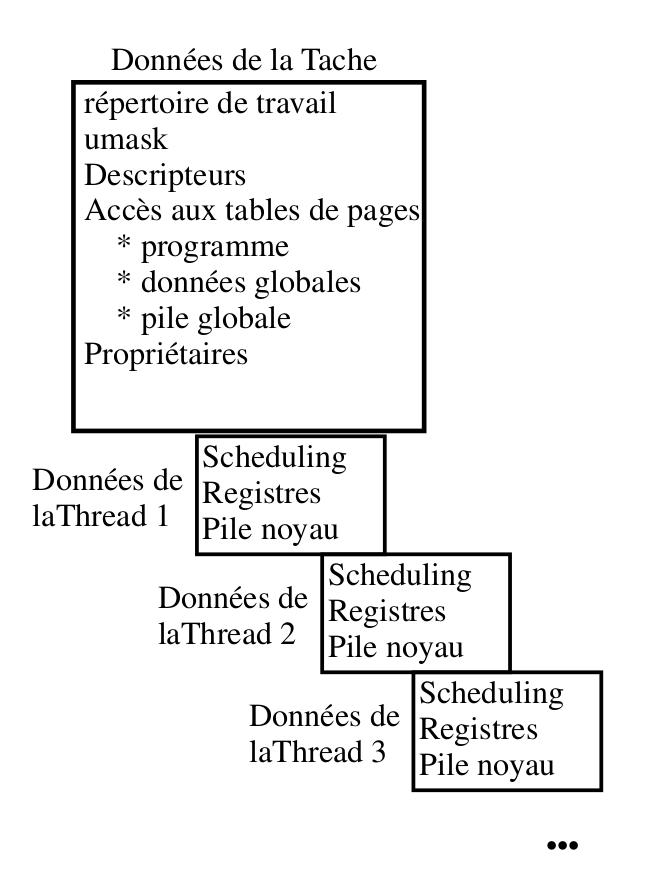 Données de la Tache
répertoire de travail
umask
Descripteurs
Accès aux tables de pages
* programme
* données globales
* pile globale
Propriétaires
Données de
laThread 1
Scheduling
Registres
Pile noyau
Données de
laThread 2
Scheduling
Registres
Pile noyau
Données de
laThread 3
Scheduling
Registres
Pile noyau
•••